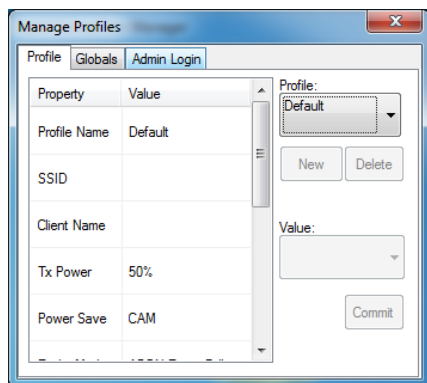 Manage Profiles
Profile Globals Admin Login
Property Value
Profile Name Default
SSID
Client Name
Tx Power 50%
Power Save CAM
Profile:
Default
New Delete
Value:
Commit